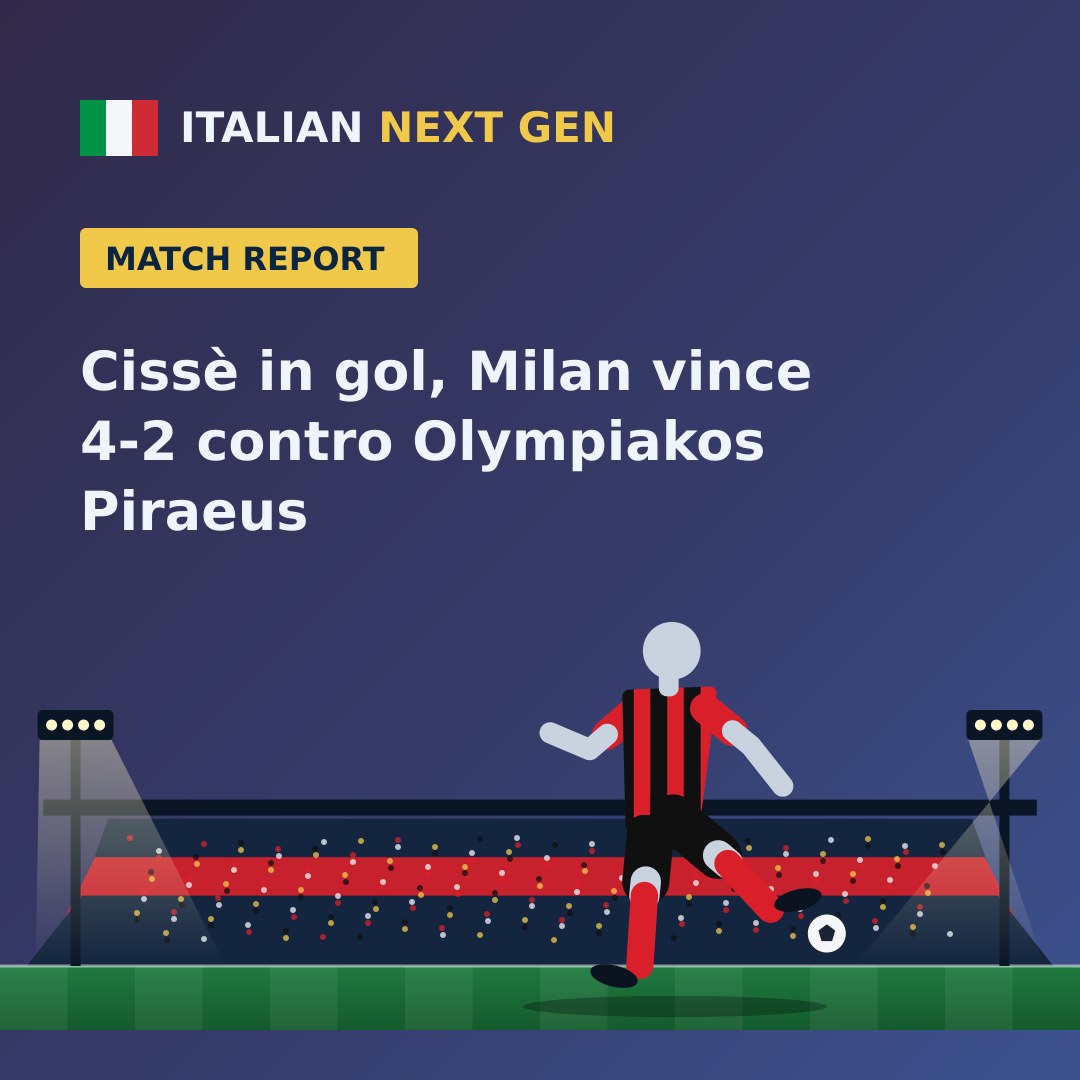 ITALIAN NEXT GEN
MATCH REPORT
Cissè in gol, Milan vince
4-2 contro Olympiakos
Piraeus